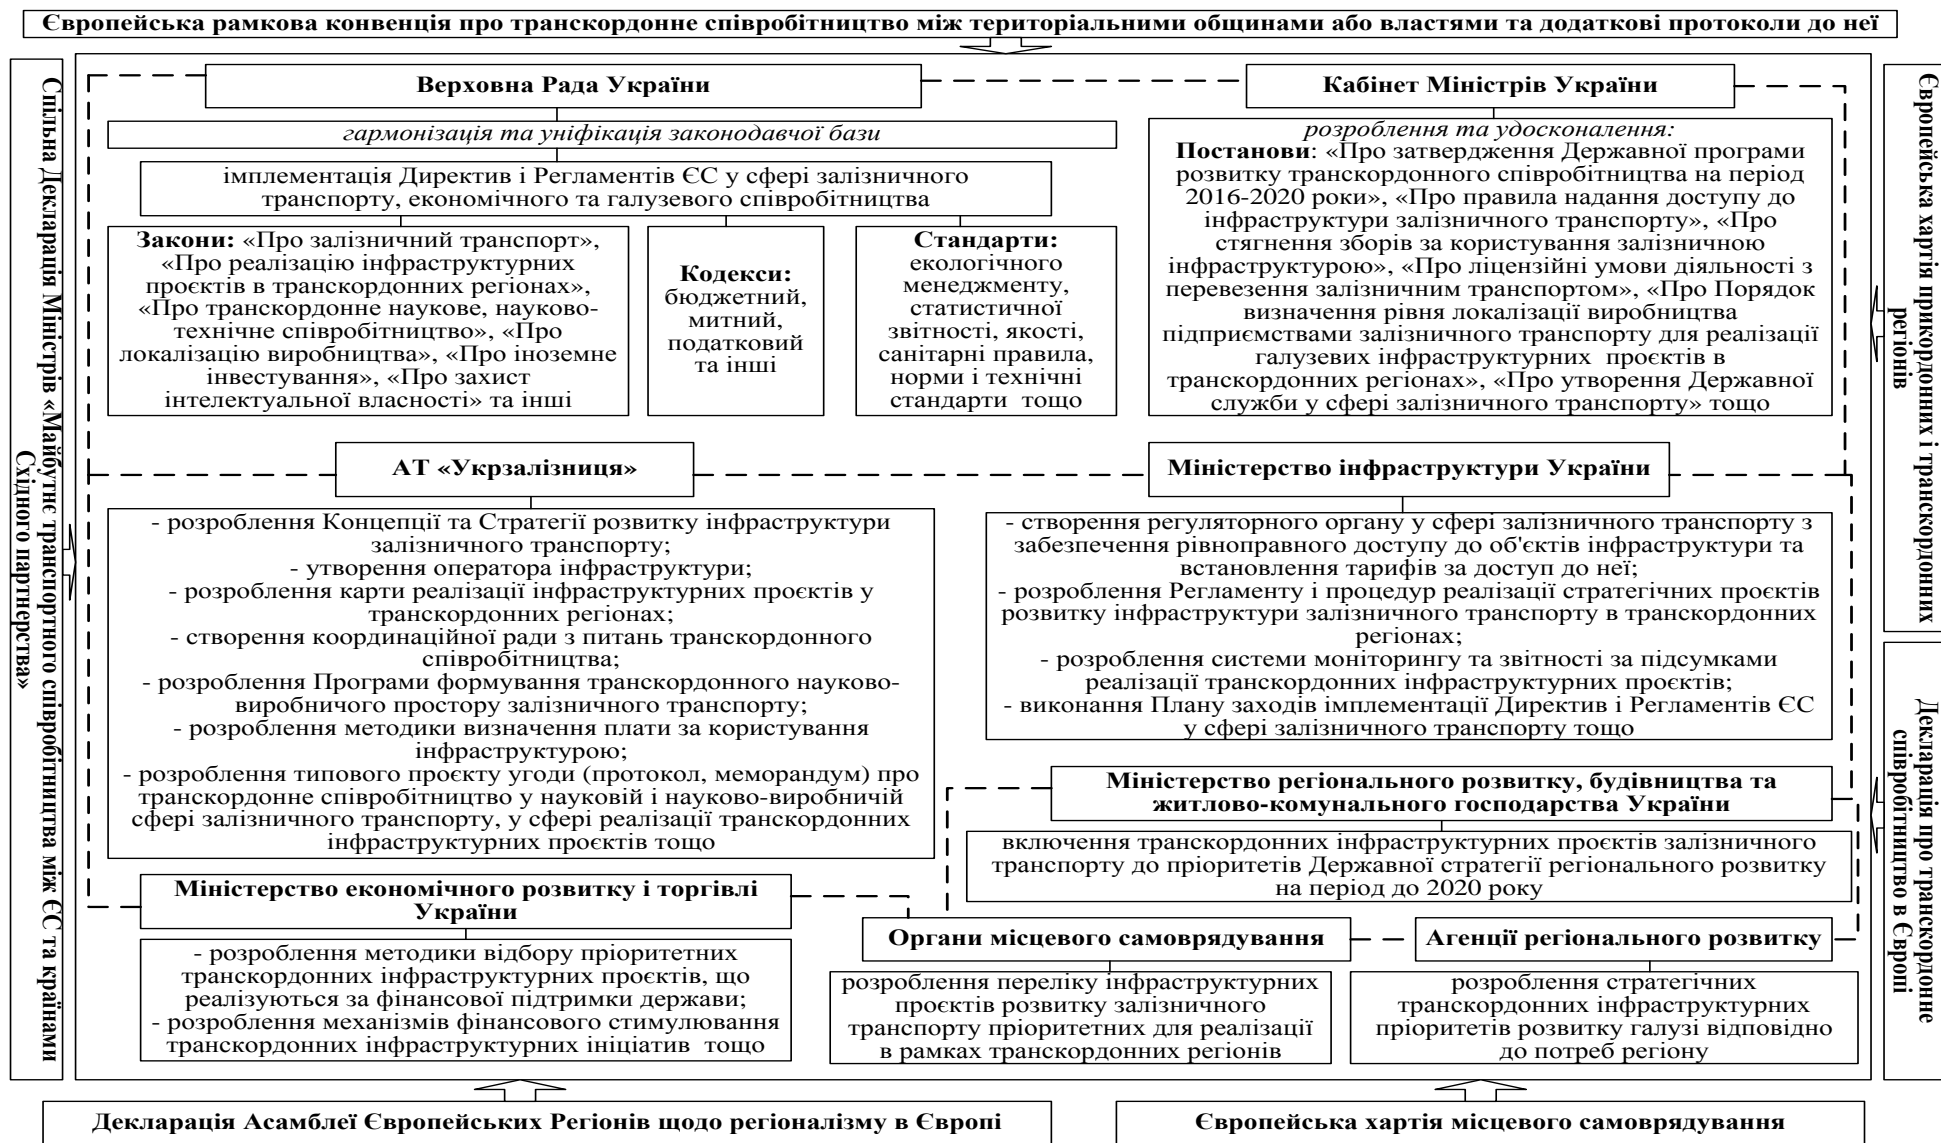 Європейська рамкова конвенція про транскордонне співробітництво між територіальними общинами або властями та додаткові протоколи до неї
Спільна Декларація Міністрів «Майбутнє транспортного співробітництва між ЄС та країнами
Східного партнерства»
Верховна Рада України
гармонізація та уніфікація законодавчої бази
імплементація Директив і Регламентів ЄС у сфері залізничного
транспорту, економічного та галузевого співробітництва
Закони: «Про залізничний транспорт»,
«Про реалізацію інфраструктурних
проєктів в транскордонних регіонах»,
«Про транскордонне наукове, науково-
технічне співробітництво», «Про
локалізацію виробництва», «Про іноземне
інвестування», «Про захист
інтелектуальної власності» та інші
Кодекси:
бюджетний,
митний,
податковий
та інші
Стандарти:
екологічного
менеджменту,
статистичної
звітності, якості,
санітарні правила,
норми і технічні
стандарти тощо
Кабінет Міністрів України
розроблення та удосконалення:
Постанови: «Про затвердження Державної програми
розвитку транскордонного співробітництва на період
2016-2020 роки», «Про правила надання доступу до
інфраструктури залізничного транспорту», «Про
стягнення зборів за користування залізничною
інфраструктурою», «Про ліцензійні умови діяльності з
перевезення залізничним транспортом», «Про Порядок
визначення рівня локалізації виробництва
підприємствами залізничного транспорту для реалізації
галузевих інфраструктурних проєктів в
транскордонних регіонах», «Про утворення Державної
служби у сфері залізничного транспорту» тощо
Європейська хартія прикордонних і транскордонних
регіонів
АТ «Укрзалізниця»
- розроблення Концепції та Стратегії розвитку інфраструктури
залізничного транспорту;
- утворення оператора інфраструктури;
- розроблення карти реалізації інфраструктурних проєктів у
транскордонних регіонах;
- створення координаційної ради з питань транскордонного
співробітництва;
- розроблення Програми формування транскордонного науково-
виробничого простору залізничного транспорту;
- розроблення методики визначення плати за користування
інфраструктурою;
- розроблення типового проєкту угоди (протокол, меморандум) про
транскордонне співробітництво у науковій і науково-виробничій
сфері залізничного транспорту, у сфері реалізації транскордонних
інфраструктурних проєктів тощо
Міністерство інфраструктури України
- створення регуляторного органу у сфері залізничного транспорту з
забезпечення рівноправного доступу до об'єктів інфраструктури та
встановлення тарифів за доступ до неї;
- розроблення Регламенту і процедур реалізації стратегічних проєктів
розвитку інфраструктури залізничного транспорту в транскордонних
регіонах;
- розроблення системи моніторингу та звітності за підсумками
реалізації транскордонних інфраструктурних проєктів;
- виконання Плану заходів імплементації Директив і Регламентів ЄС
у сфері залізничного транспорту тощо
Міністерство регіонального розвитку, будівництва та
житлово-комунального господарства України
включення транскордонних інфраструктурних проєктів залізничного
транспорту до пріоритетів Державної стратегії регіонального розвитку
на період до 2020 року
Декларація про транскордонне
співробітництво в Європі
Міністерство економічного розвитку і торгівлі
України
- розроблення методики відбору пріоритетних
транскордонних інфраструктурних проєктів, що
реалізуються за фінансової підтримки держави;
- розроблення механізмів фінансового стимулювання
транскордонних інфраструктурних ініціатив тощо
Органи місцевого самоврядування
розроблення переліку інфраструктурних
проєктів розвитку залізничного
транспорту пріоритетних для реалізації
в рамках транскордонних регіонів
Агенції регіонального розвитку
розроблення стратегічних
транскордонних інфраструктурних
пріоритетів розвитку галузі відповідно
до потреб регіону
Декларація Асамблеї Європейських Регіонів щодо регіоналізму в Європі
Європейська хартія місцевого самоврядування